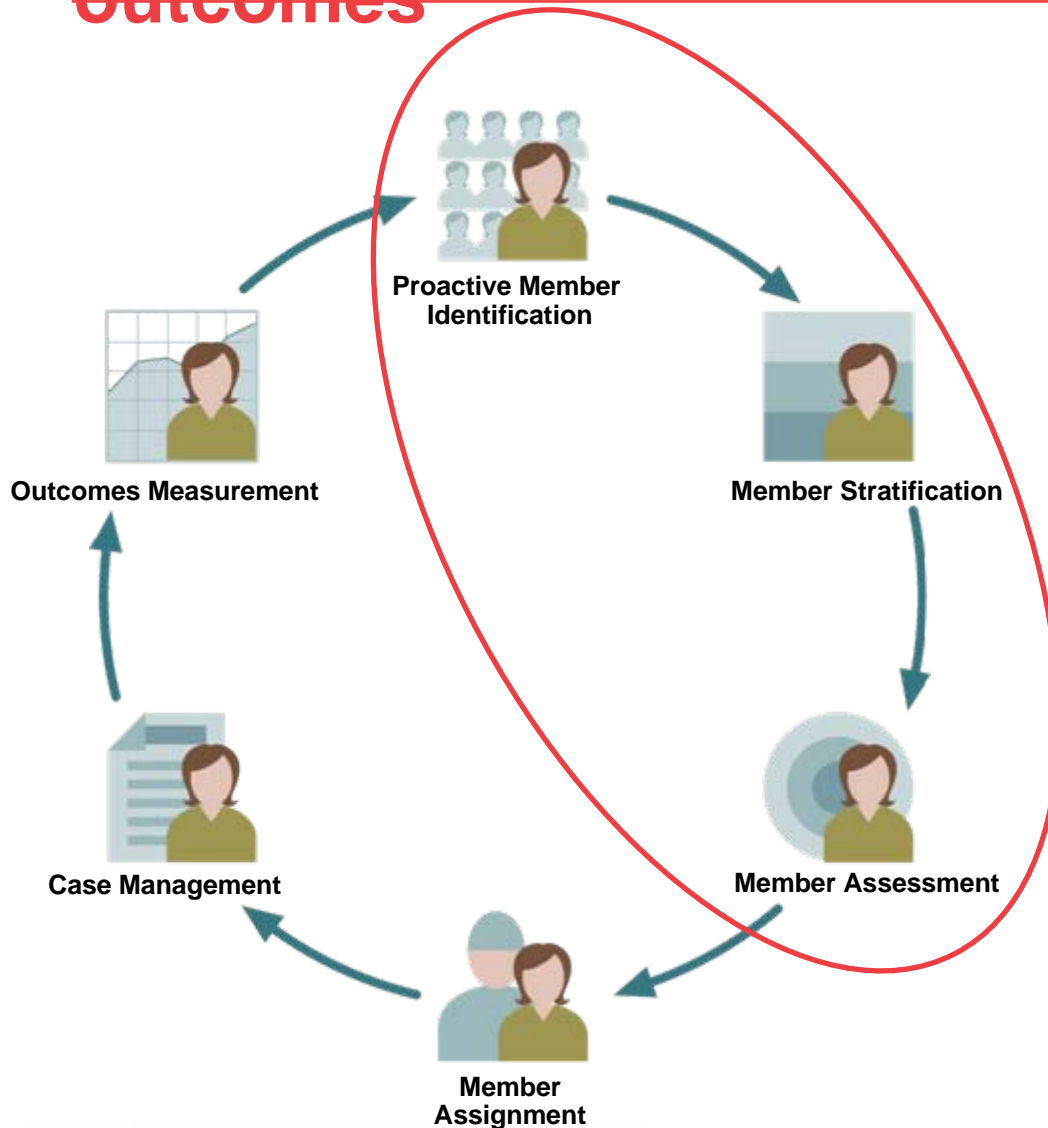 outcomes
Proactive Member
Identification
Member Stratification
Outcomes Measurement
Member Assessment
Case Management
Member
Assignment